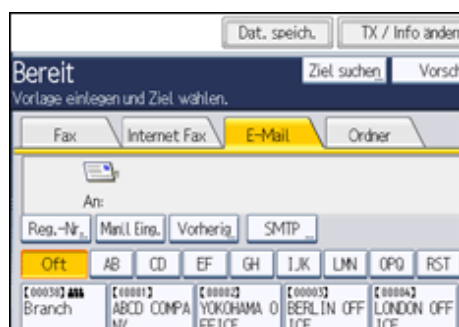 Dat. speich. TX / Info änder
Bereit Ziel suchen Vorsch
Vorlage einlegen und Ziel wählen.
Fax Internet Fax E-Mail Ordner
An:
Reg.-Nr. Manll Eing. Vorherig SMTP
Oft AB CD EF GH IJK LMN OPQ RST
[00030] [00001] [00002] [00003] [00004]
Branch ABCD COMPA YOKOHAMA O BERLIN OFF LONDON OFF
NY FFICE ICE ICE